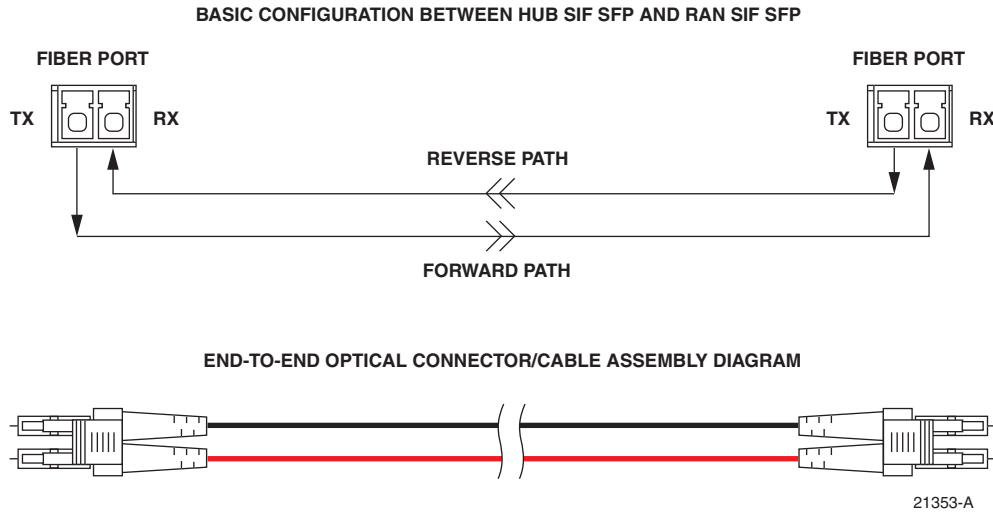 BASIC CONFIGURATION BETWEEN HUB SIF SFP AND RAN SIF SFP
FIBER PORT
FIBER PORT
TX
RX
TX
RX
REVERSE PATH
FORWARD PATH
END-TO-END OPTICAL CONNECTOR/CABLE ASSEMBLY DIAGRAM
21353-A